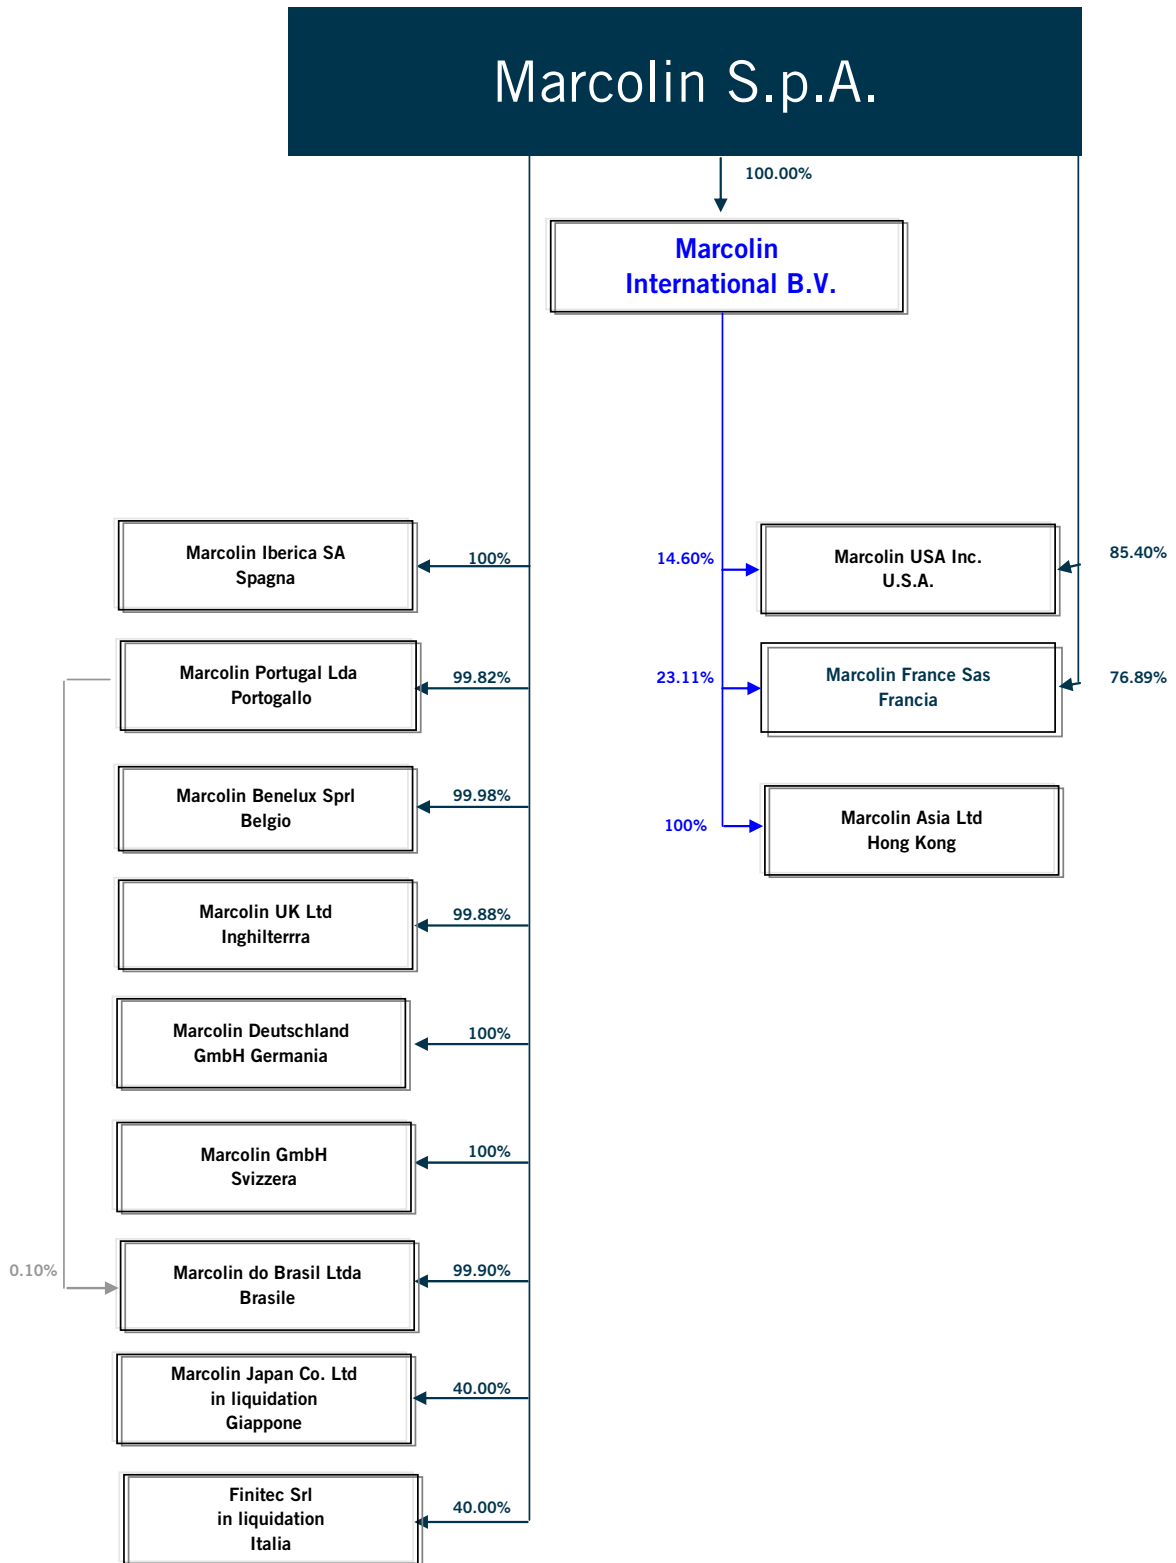 Marcolin S.p.A.
100.00%
Marcolin
International B.V.
Marcolin Iberica SA
Spagna
100%
14.60%
Marcolin USA Inc.
U.S.A.
85.40%
Marcolin Portugal Lda
Portogallo
99.82%
23.11%
Marcolin France Sas
Francia
76.89%
Marcolin Benelux Sprl
Belgio
99.98%
100%
Marcolin Asia Ltd
Hong Kong
Marcolin UK Ltd
Inghilterrra
99.88%
Marcolin Deutschland
GmbH Germania
100%
Marcolin GmbH
Svizzera
100%
0.10%
Marcolin do Brasil Ltda
Brasile
99.90%
Marcolin Japan Co. Ltd
in liquidation
Giappone
40.00%
Finitec Srl
in liquidation
Italia
40.00%